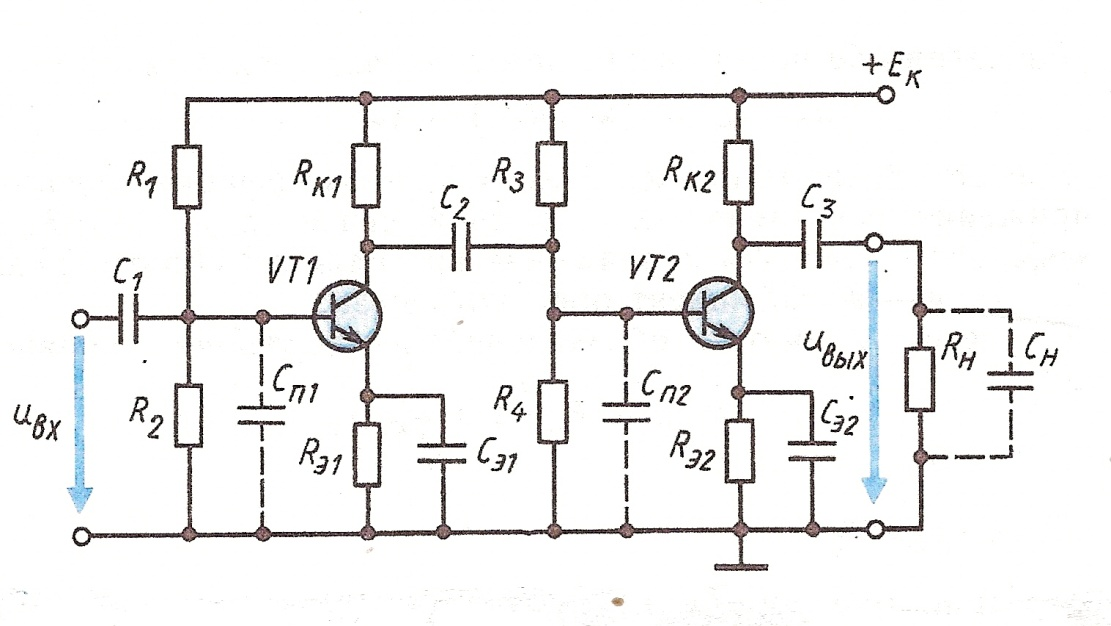 +Eк
R1
Rк1
R3
Rк2
C2
C3
C1
VT1
VT2
uвх
R2
Cп1
Rэ1
Cэ1
R4
Cп2
Rэ2
Cэ2
uвых
Rн
Cн